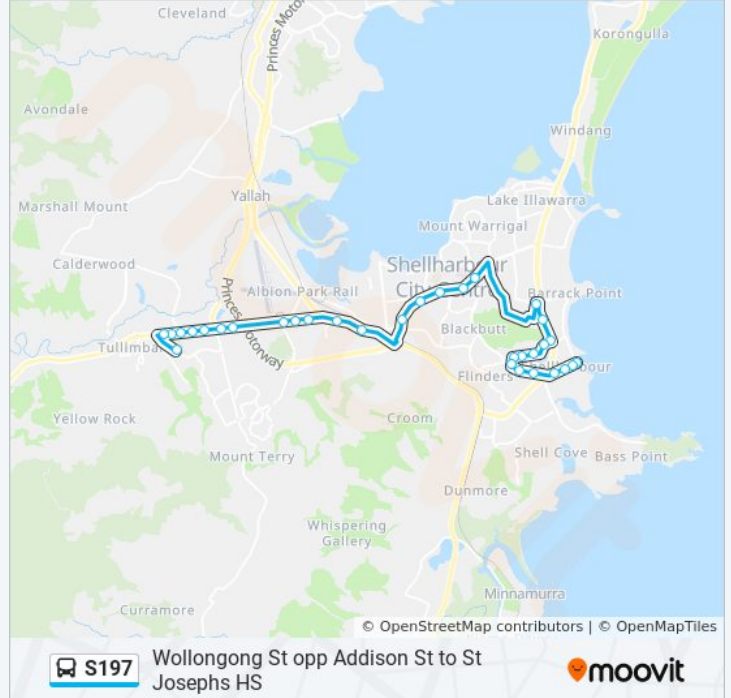 Cleveland
Princes Motorway
Korongulla
Avondale
Windang
Yallah
Marshall Mount
Lake Illawarra
Mount Warrigal
Calderwood
Shellharbour
City Centre
Princes Motorway
Albion Park Rail
Barrack Point
Blackbutt
Tullimbar
Shellharbour
Flinders
Yellow Rock
Croom
Mount Terry
Shell Cove
Bass Point
Dunmore
Whispering
Gallery
Minnamurra
Curramore
© OpenStreetMap contributors | © OpenMapTiles
S197
Wollongong St opp Addison St to St
Josephs HS
moovit